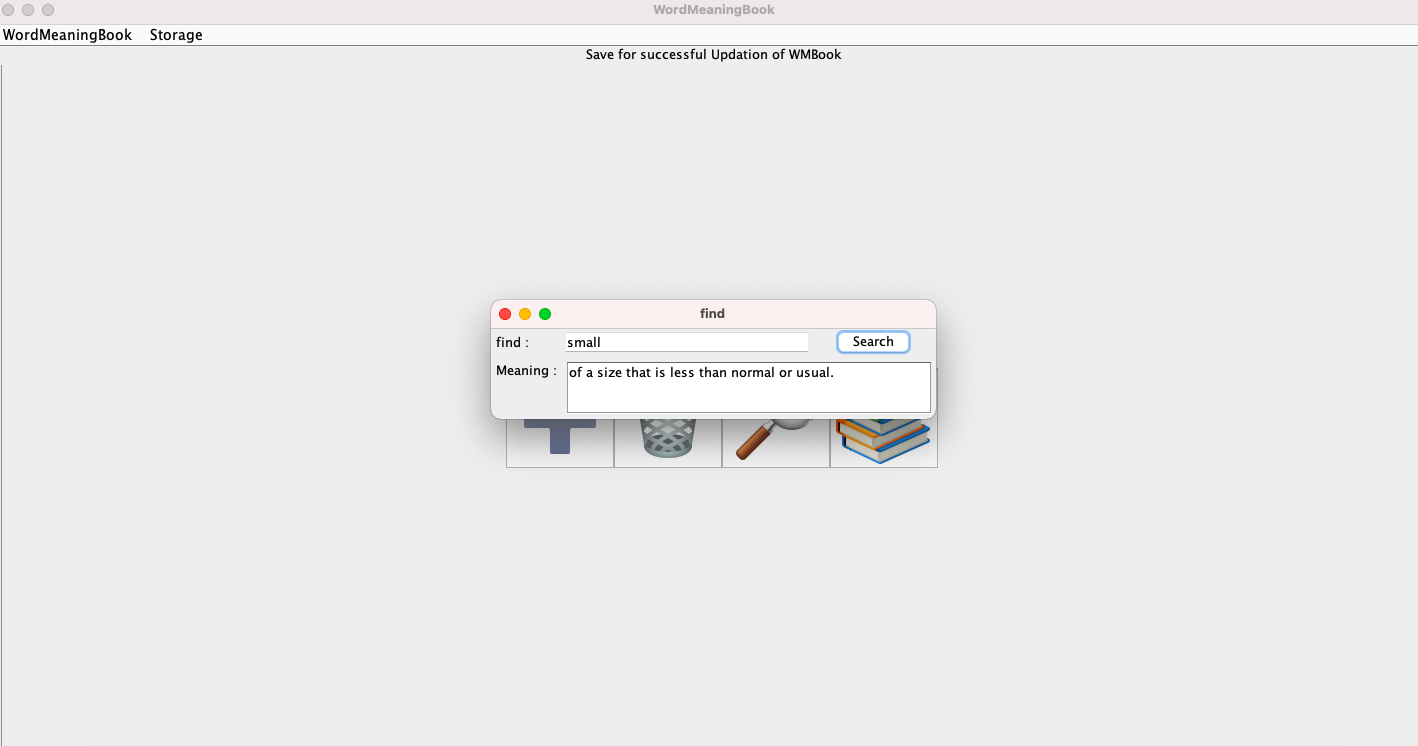 WordMeaningBook
WordMeaningBook Storage
Save for successful Updation of WMBook
find
find : small Search
Meaning : of a size that is less than normal or usual.